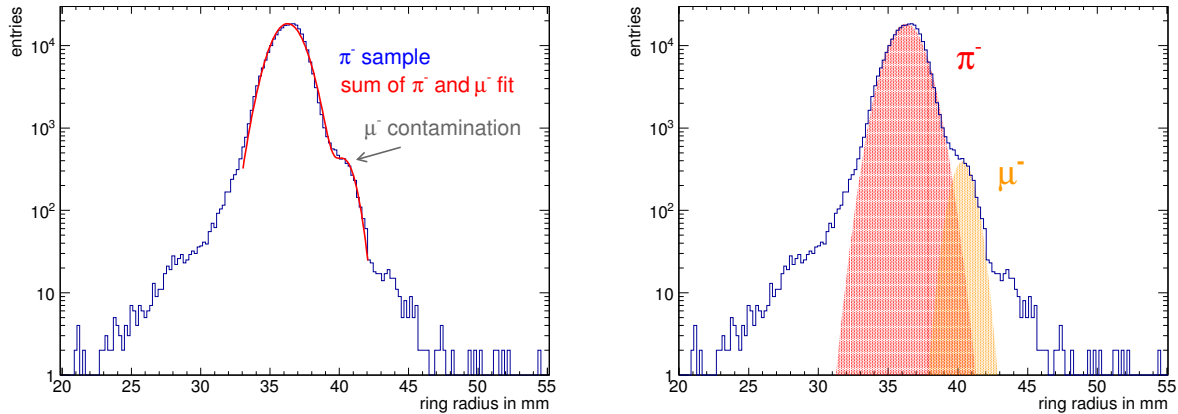 entries
10⁴
10³
10²
10
1
π⁻ sample
sum of π⁻ and μ⁻ fit
μ⁻ contamination
20 25 30 35 40 45 50 55
ring radius in mm
entries
10⁴
10³
10²
10
1
π⁻
μ⁻
20 25 30 35 40 45 50 55
ring radius in mm